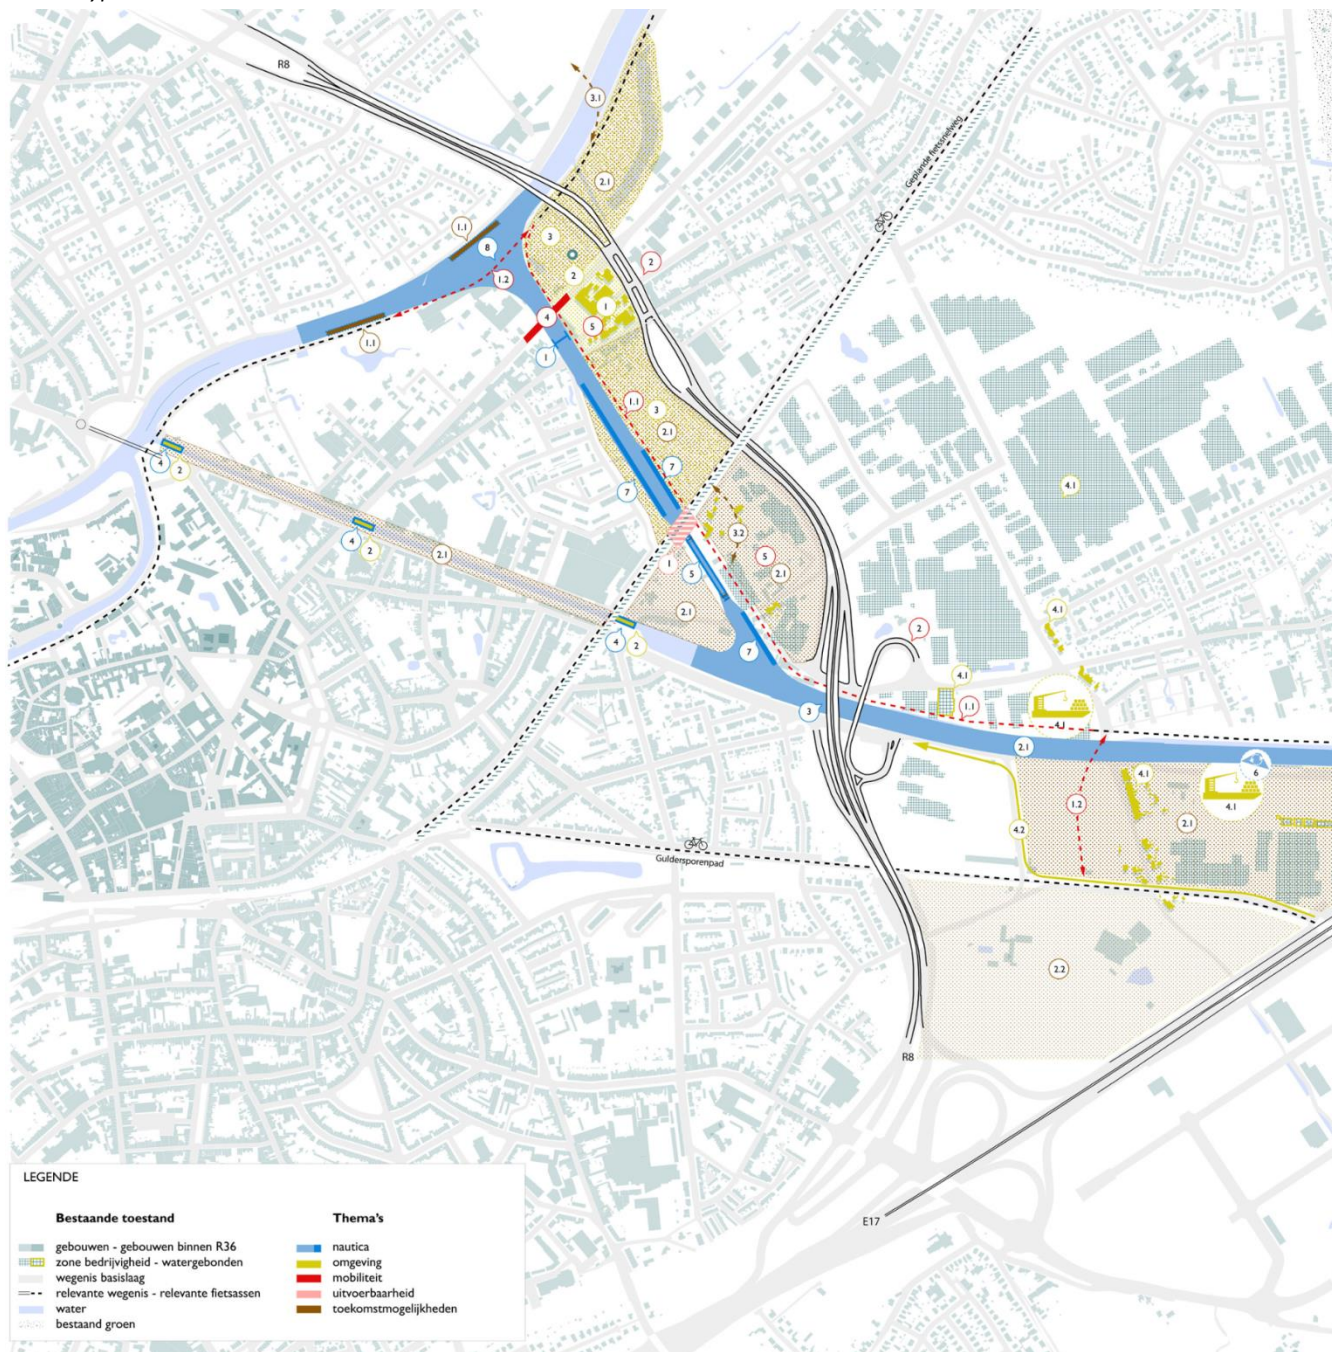 R8
3.1
Geplande fietssnelweg
2.1
1.1
8
3
2
2
1.2
1
4
5
1.1
1
3
1.1
2.1
7
7
4.1
4
2
3.2
4
2
2.1
1
5
5
2.1
2.1
4.1
4
2
7
2
4.1
3
1.1
4.1
2.1
6
4.1
4.1
1.2
4.2
2.1
Guldensporenpad
2.2
R8
E17
LEGENDE
Bestaande toestand
Thema's
gebouwen - gebouwen binnen R36
nautica
zone bedrijvigheid - watergebonden
omgeving
wegenis basislaag
mobiliteit
relevante wegenis - relevante fietsassen
uitvoerbaarheid
water
toekomstmogelijkheden
bestaand groen